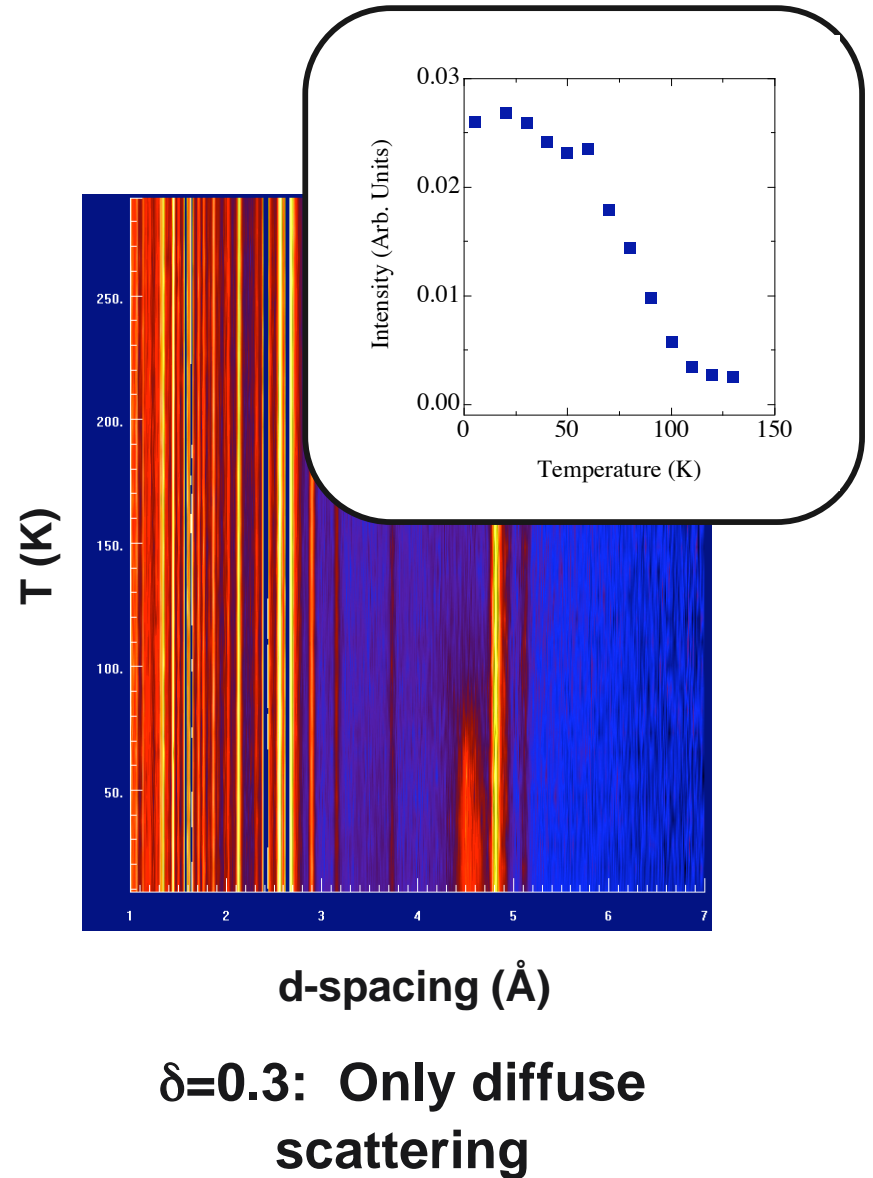 0.03
0.02
0.01
0.00
Intensity (Arb. Units)
0 50 100 150
Temperature (K)
250.
200.
150.
100.
50.
T (K)
1 2 3 4 5 6 7
d-spacing (Å)
δ=0.3: Only diffuse
scattering